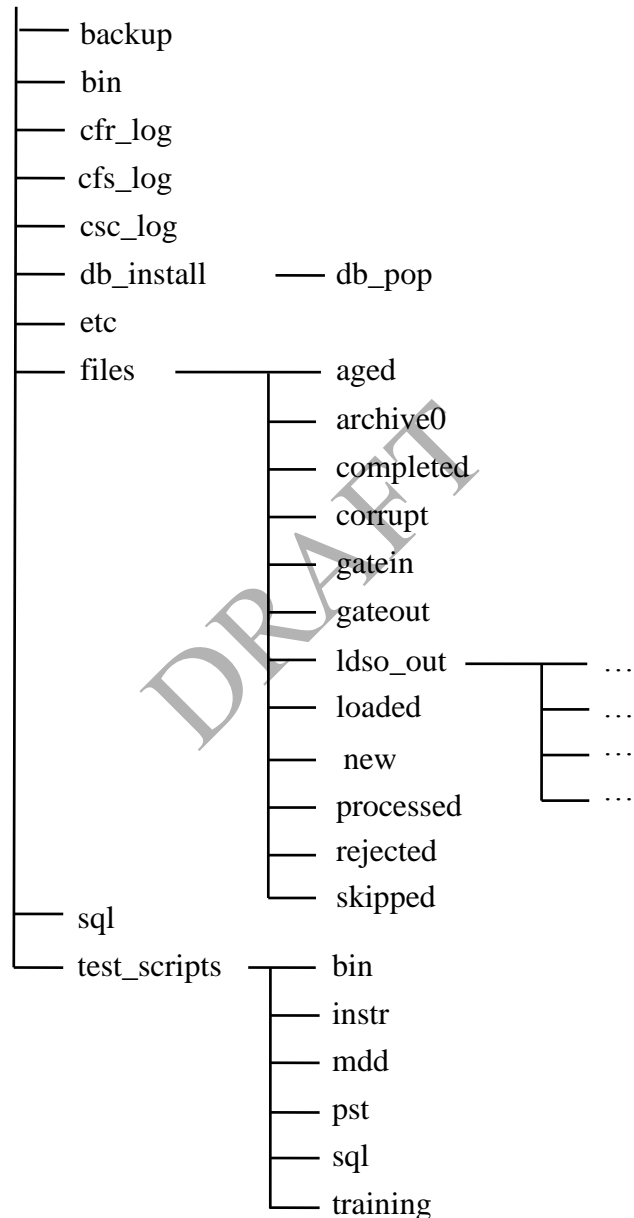 backup
bin
cfr_log
cfs_log
csc_log
db_install db_pop
etc
files aged
archive0
completed
corrupt
gatein
gateout
ldso_out …
loaded …
new …
processed …
rejected
skipped
sql
test_scripts bin
instr
mdd
pst
sql
training
DRAFT